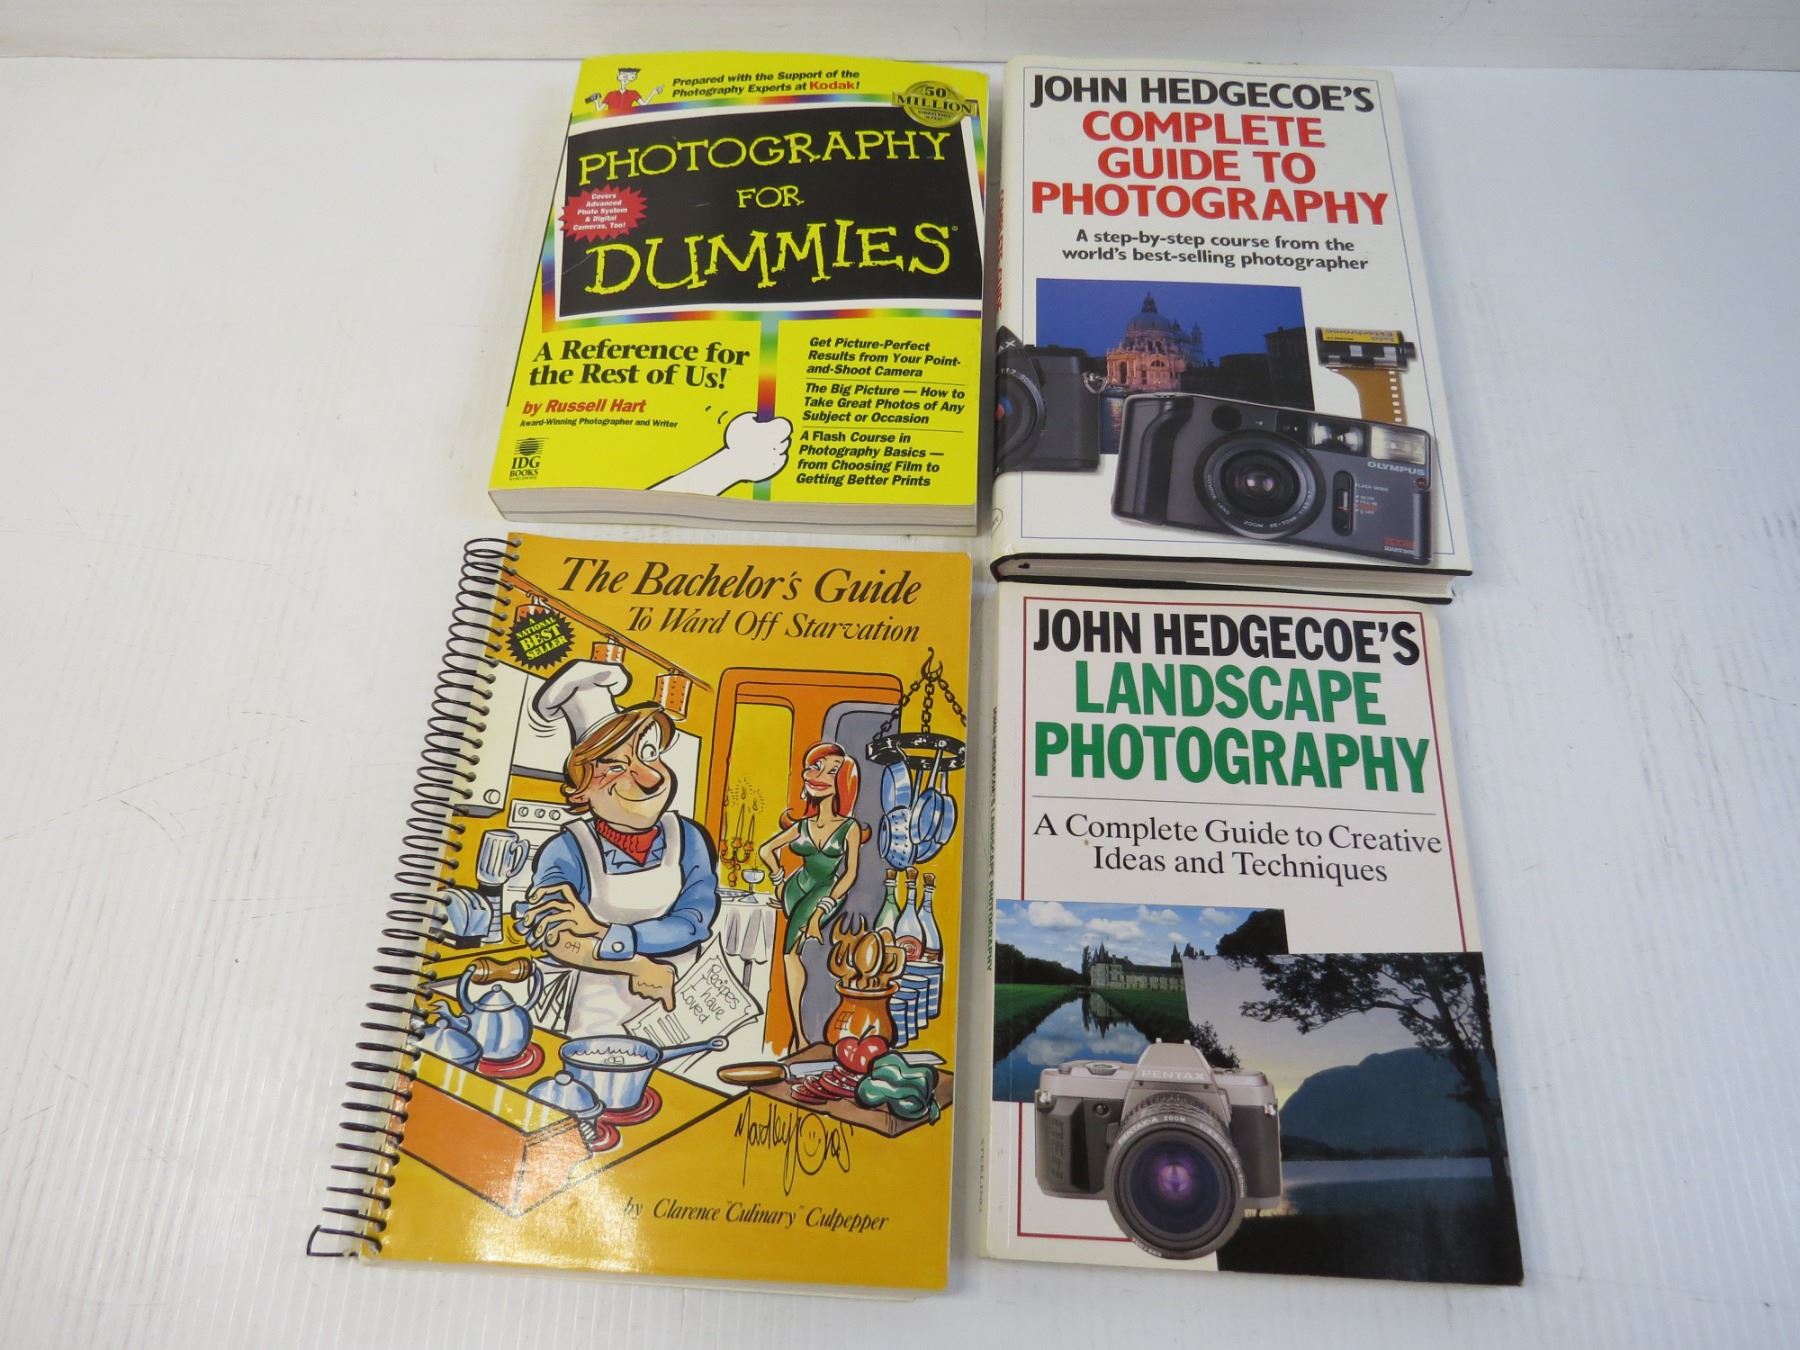 Prepared with the Support of the
Photography Experts at Kodak!
50
MILLION
PHOTOGRAPHY
FOR
DUMMIES®
Covers
Advanced
Photo System
& Digital
Cameras, Too!
A Reference for
the Rest of Us!
by Russell Hart
Award-Winning Photographer and Writer
IDG
BOOKS
WORLDWIDE
Get Picture-Perfect
Results from Your Point-
and-Shoot Camera
The Big Picture — How to
Take Great Photos of Any
Subject or Occasion
A Flash Course in
Photography Basics —
from Choosing Film to
Getting Better Prints
JOHN HEDGECOE'S
COMPLETE
GUIDE TO
PHOTOGRAPHY
A step-by-step course from the
world's best-selling photographer
Ektachrome
OLYMPUS
The Bachelor's Guide
To Ward Off Starvation
A
NATIONAL
BEST
SELLER
Recipes
I have
Loved
by Clarence "Culinary" Culpepper
JOHN HEDGECOE'S
LANDSCAPE
PHOTOGRAPHY
A Complete Guide to Creative
Ideas and Techniques
PENTAX